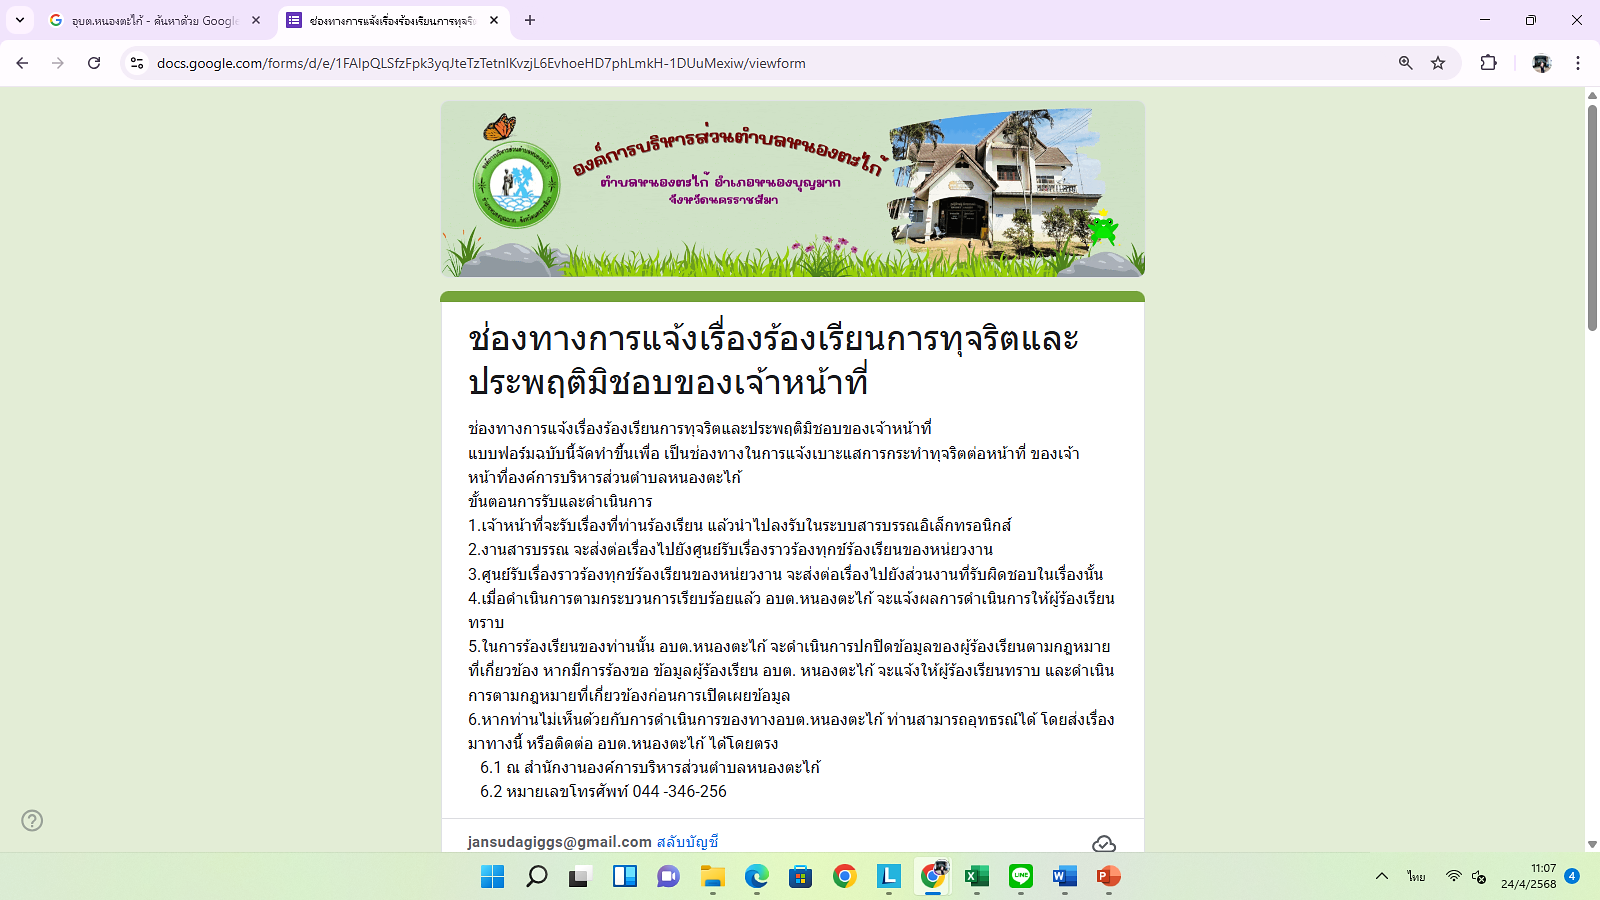 อบต.หนองตะไก้ - ค้นหาด้วย Google
ช่องทางการแจ้งเรื่องร้องเรียนการทุจริต
docs.google.com/forms/d/e/1FAIpQLSfzFpk3yqJteTzTetnlKvzjL6EvhoeHD7phLmkH-1DUuMexiw/viewform
องค์การบริหารส่วนตำบลหนองตะไก้
ตำบลหนองตะไก้ อำเภอหนองบุญมาก
จังหวัดนครราชสีมา
ช่องทางการแจ้งเรื่องร้องเรียนการทุจริตและ
ประพฤติมิชอบของเจ้าหน้าที่
ช่องทางการแจ้งเรื่องร้องเรียนการทุจริตและประพฤติมิชอบของเจ้าหน้าที่
แบบฟอร์มฉบับนี้จัดทำขึ้นเพื่อ เป็นช่องทางในการแจ้งเบาะแสการกระทำทุจริตต่อหน้าที่ ของเจ้า
หน้าที่องค์การบริหารส่วนตำบลหนองตะไก้
ขั้นตอนการรับและดำเนินการ
1.เจ้าหน้าที่จะรับเรื่องที่ท่านร้องเรียน แล้วนำไปลงรับในระบบสารบรรณอิเล็กทรอนิกส์
2.งานสารบรรณ จะส่งต่อเรื่องไปยังศูนย์รับเรื่องราวร้องทุกข์ร้องเรียนของหน่ยวงาน
3.ศูนย์รับเรื่องราวร้องทุกข์ร้องเรียนของหน่ยวงาน จะส่งต่อเรื่องไปยังส่วนงานที่รับผิดชอบในเรื่องนั้น
4.เมื่อดำเนินการตามกระบวนการเรียบร้อยแล้ว อบต.หนองตะไก้ จะแจ้งผลการดำเนินการให้ผู้ร้องเรียน
ทราบ
5.ในการร้องเรียนของท่านนั้น อบต.หนองตะไก้ จะดำเนินการปกปิดข้อมูลของผู้ร้องเรียนตามกฎหมาย
ที่เกี่ยวข้อง หากมีการร้องขอ ข้อมูลผู้ร้องเรียน อบต. หนองตะไก้ จะแจ้งให้ผู้ร้องเรียนทราบ และดำเนิน
การตามกฎหมายที่เกี่ยวข้องก่อนการเปิดเผยข้อมูล
6.หากท่านไม่เห็นด้วยกับการดำเนินการของทางอบต.หนองตะไก้ ท่านสามารถอุทธรณ์ได้ โดยส่งเรื่อง
มาทางนี้ หรือติดต่อ อบต.หนองตะไก้ ได้โดยตรง
6.1 ณ สำนักงานองค์การบริหารส่วนตำบลหนองตะไก้
6.2 หมายเลขโทรศัพท์ 044 -346-256
jansudagiggs@gmail.com สลับบัญชี
ไทย
11:07
24/4/2568
4